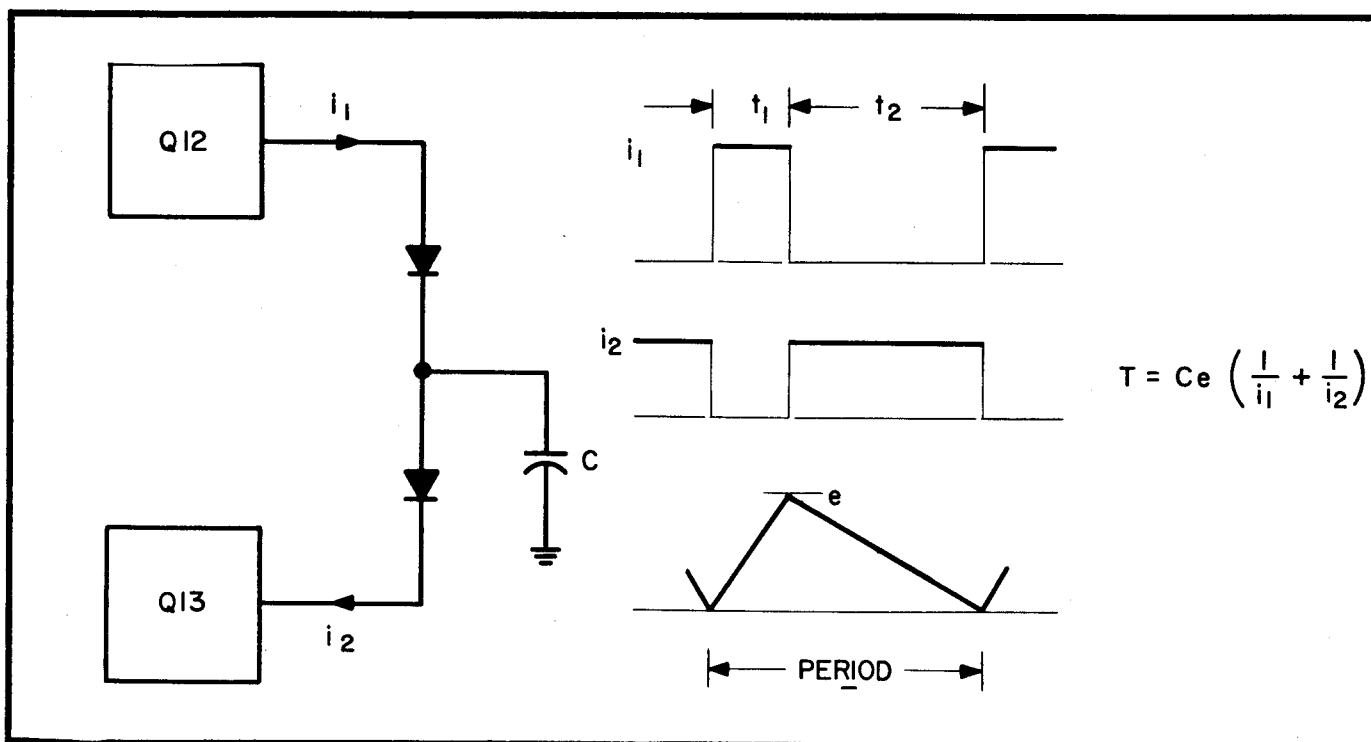 Q12
i₁
t₁
t₂
i₁
i₂
T = Ce (1/i₁ + 1/i₂)
C
e
Q13
i₂
PERIOD